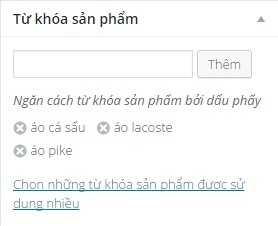 Từ khóa sản phẩm
Thêm
Ngăn cách từ khóa sản phẩm bởi dấu phẩy
áo cá sấu áo lacoste
áo pike
Chọn những từ khóa sản phẩm được sử
dụng nhiều